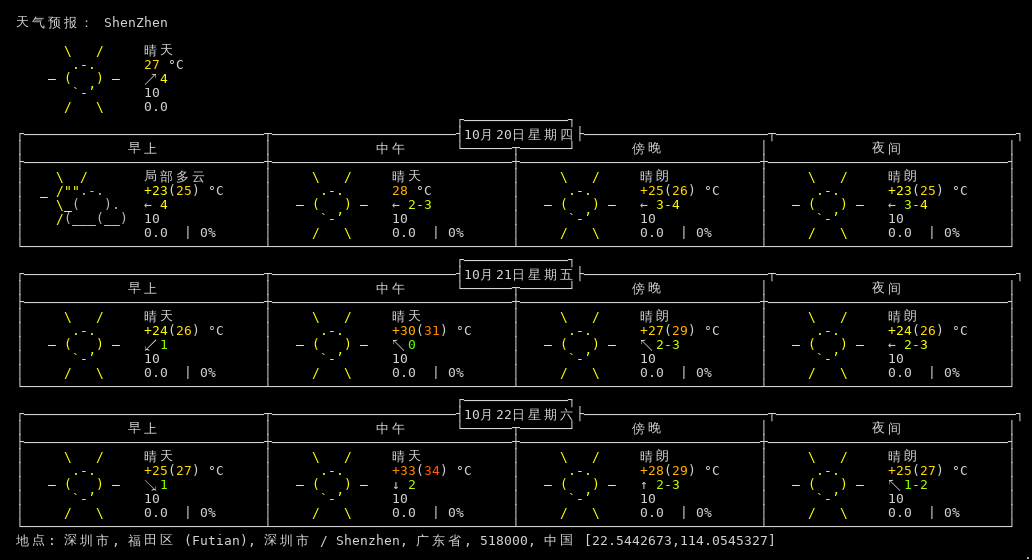 天气预报： ShenZhen
晴天
27 °C
↗ 4
10
0.0
10月20日星期四
早上 中午 傍晚 夜间
局部多云 晴天 晴朗 晴朗
+23(25) °C 28 °C +25(26) °C +23(25) °C
← 4 ← 2-3 ← 3-4 ← 3-4
10 10 10 10
0.0 | 0% 0.0 | 0% 0.0 | 0% 0.0 | 0%
10月21日星期五
早上 中午 傍晚 夜间
晴天 晴天 晴朗 晴朗
+24(26) °C +30(31) °C +27(29) °C +24(26) °C
↙ 1 ↖ 0 ↖ 2-3 ← 2-3
10 10 10 10
0.0 | 0% 0.0 | 0% 0.0 | 0% 0.0 | 0%
10月22日星期六
早上 中午 傍晚 夜间
晴天 晴天 晴朗 晴朗
+25(27) °C +33(34) °C +28(29) °C +25(27) °C
↘ 1 ↓ 2 ↑ 2-3 ↖ 1-2
10 10 10 10
0.0 | 0% 0.0 | 0% 0.0 | 0% 0.0 | 0%
地点: 深圳市, 福田区 (Futian), 深圳市 / Shenzhen, 广东省, 518000, 中国 [22.5442673,114.0545327]